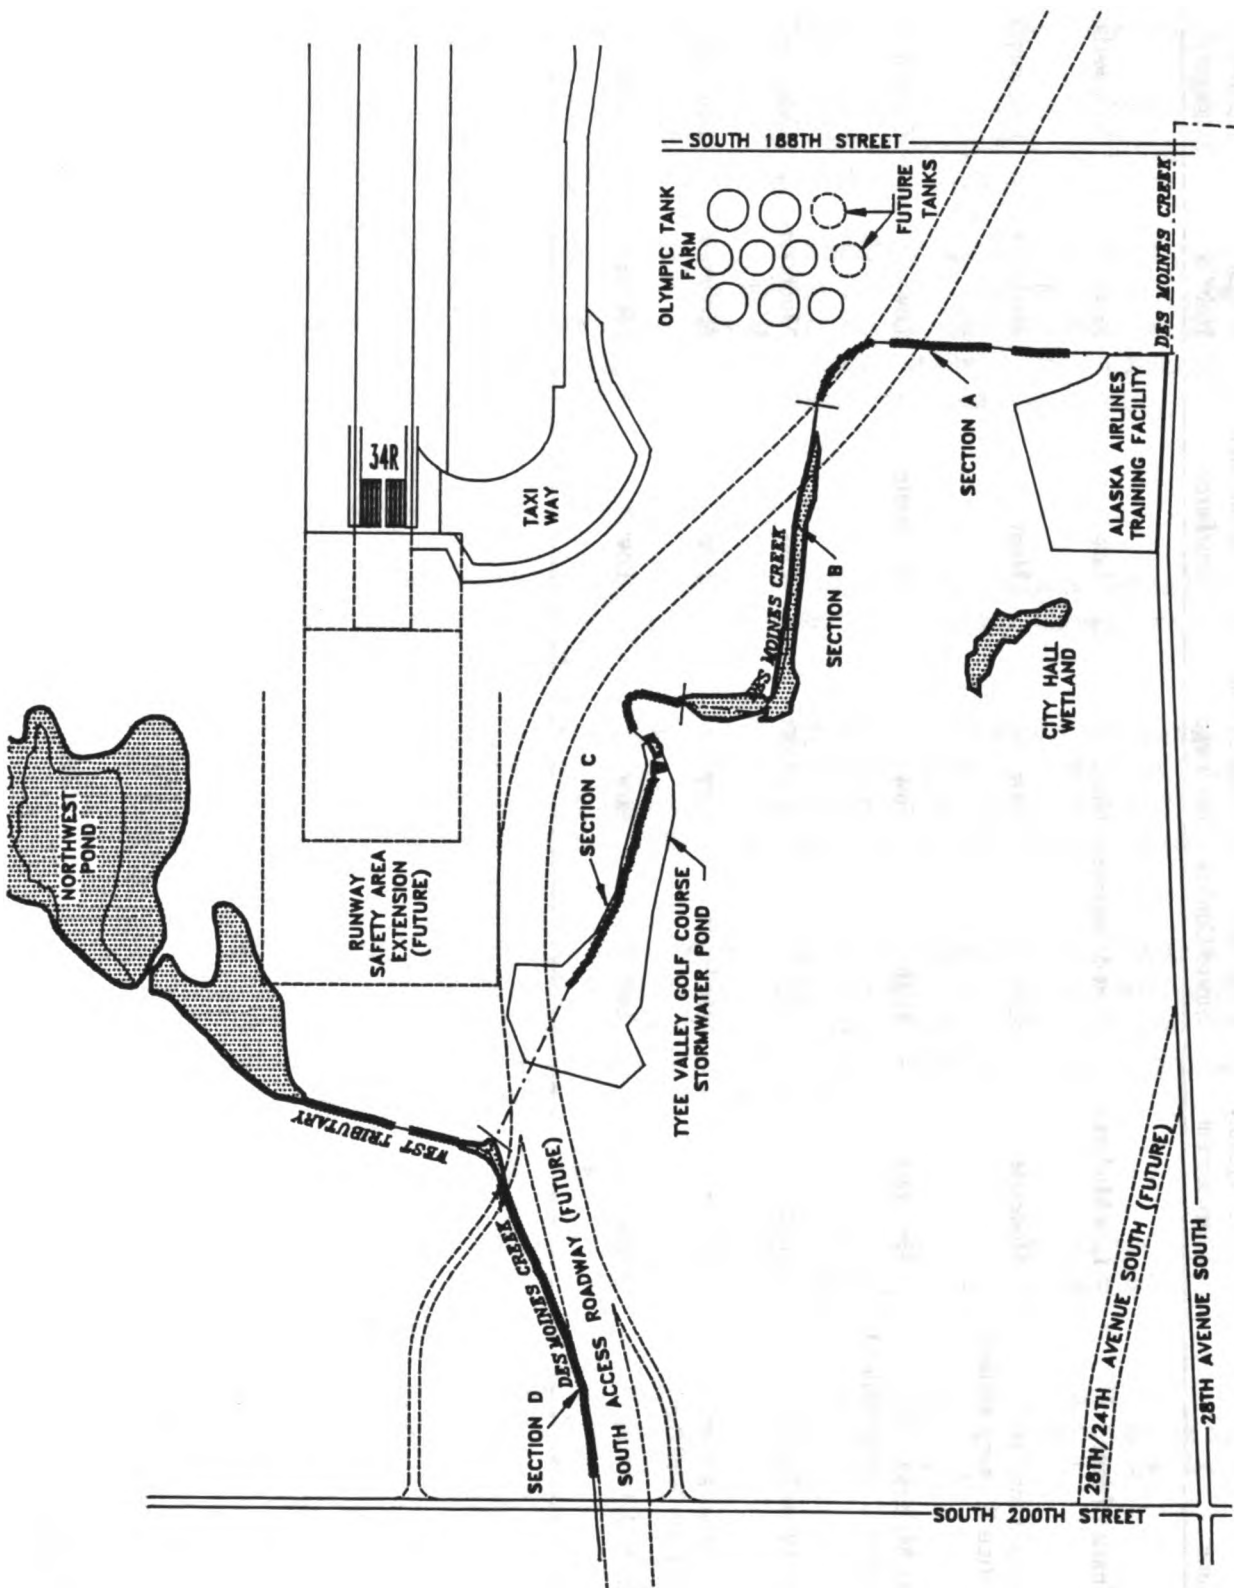 SOUTH 188TH STREET
OLYMPIC TANK
FARM
FUTURE
TANKS
DES MOINES CREEK
34R
TAXI
WAY
SECTION A
ALASKA AIRLINES
TRAINING FACILITY
DES MOINES CREEK
SECTION B
CITY HALL
WETLAND
NORTHWEST
POND
RUNWAY
SAFETY AREA
EXTENSION
(FUTURE)
SECTION C
TYEE VALLEY GOLF COURSE
STORMWATER POND
WEST TRIBUTARY
DES MOINES CREEK
SECTION D
SOUTH ACCESS ROADWAY (FUTURE)
28TH/24TH AVENUE SOUTH (FUTURE)
28TH AVENUE SOUTH
SOUTH 200TH STREET